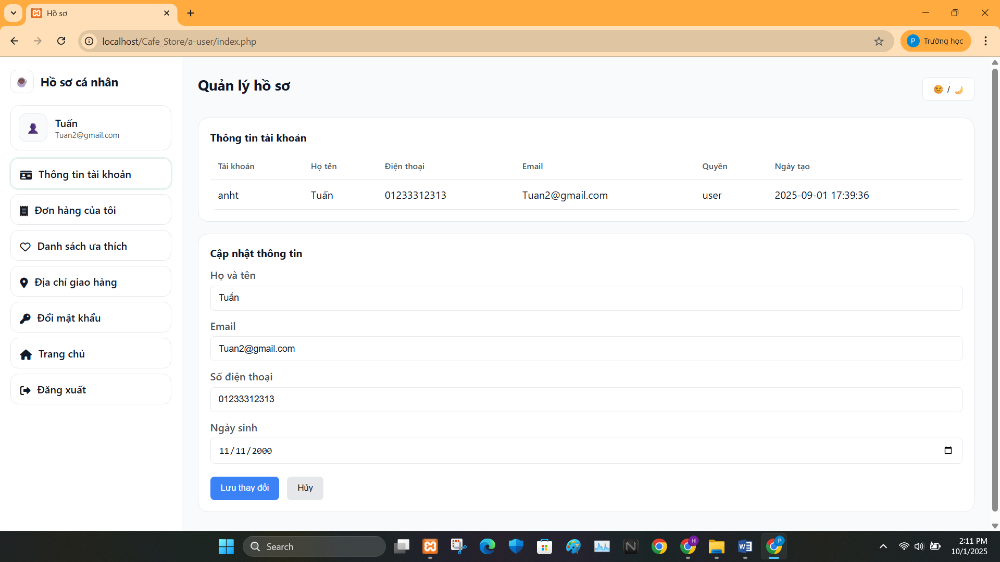 Hồ sơ
localhost/Cafe_Store/a-user/index.php
P Trường học
Hồ sơ cá nhân
Tuấn
Tuan2@gmail.com
Thông tin tài khoản
Đơn hàng của tôi
Danh sách ưa thích
Địa chỉ giao hàng
Đổi mật khẩu
Trang chủ
Đăng xuất
Quản lý hồ sơ
/
Thông tin tài khoản
Tài khoản Họ tên Điện thoại Email Quyền Ngày tạo
anht Tuấn 01233312313 Tuan2@gmail.com user 2025-09-01 17:39:36
Cập nhật thông tin
Họ và tên
Tuấn
Email
Tuan2@gmail.com
Số điện thoại
01233312313
Ngày sinh
11/11/2000
Lưu thay đổi Hủy
Search
H
P
2:11 PM
10/1/2025